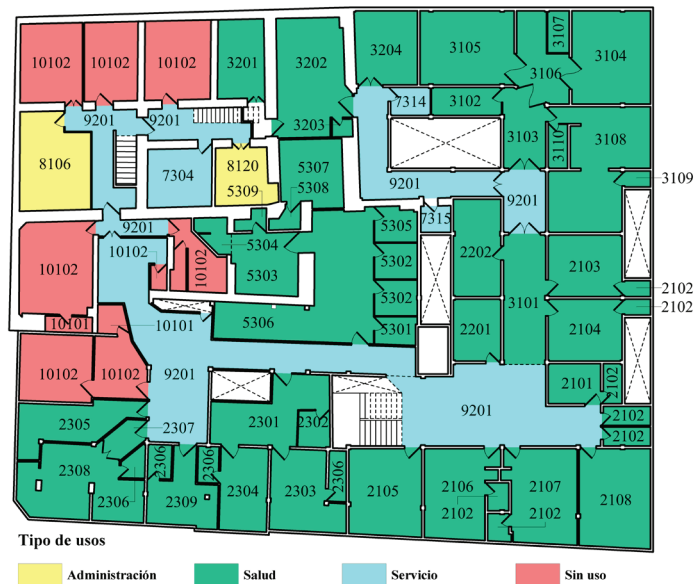 3107
3204 3105 3104
10102 10102 10102 3201 3202 3106
7314 3102
9201 9201 3203 3103 3108
3110
8106 7304 8120 5307
5308 9201 9201 3109
5309
9201 5304 5305 7315
10102 10102 10102 5303 5302 2202 2103
5302 3101 2102
2102
10101 10101 5306 5301 2201 2104
10102 10102 9201 2101 2102
2305 2307 2301 2302 9201 2102
2102
2308 2306 2306 2309 2306 2304 2303 2306 2105 2106 2102 2107 2102 2108
Tipo de usos
Administración Salud Servicio Sin uso